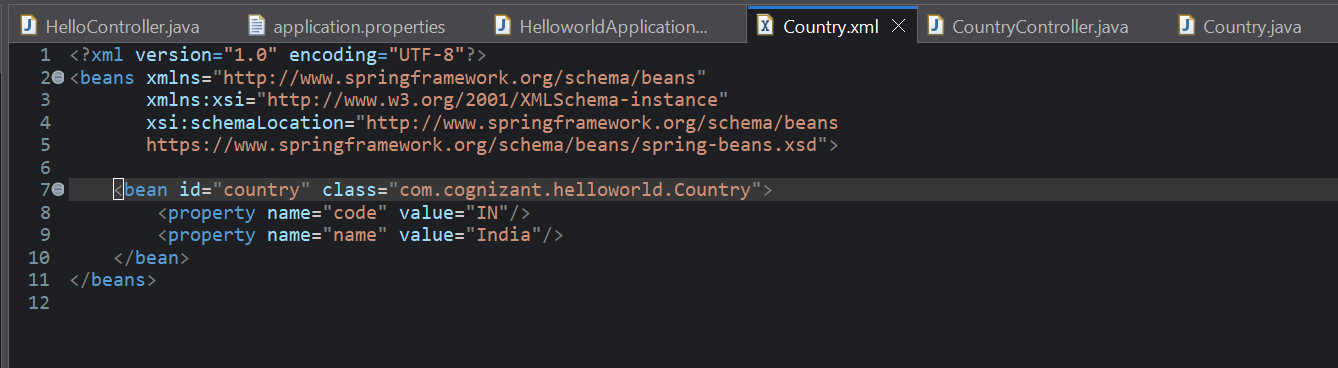 HelloController.java application.properties HelloworldApplication... Country.xml CountryController.java Country.java
1 <?xml version="1.0" encoding="UTF-8"?>
2 <beans xmlns="http://www.springframework.org/schema/beans"
3 xmlns:xsi="http://www.w3.org/2001/XMLSchema-instance"
4 xsi:schemaLocation="http://www.springframework.org/schema/beans
5 https://www.springframework.org/schema/beans/spring-beans.xsd">
6
7 <bean id="country" class="com.cognizant.helloworld.Country">
8 <property name="code" value="IN"/>
9 <property name="name" value="India"/>
10 </bean>
11 </beans>
12